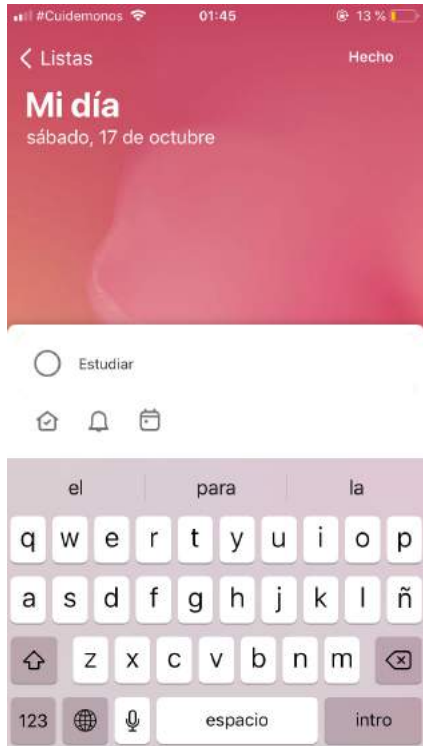 #Cuidemonos 01:45 13 %
Listas Hecho
Mi día
sábado, 17 de octubre
Estudiar
el para la
q w e r t y u i o p
a s d f g h j k l ñ
z x c v b n m
123 espacio intro